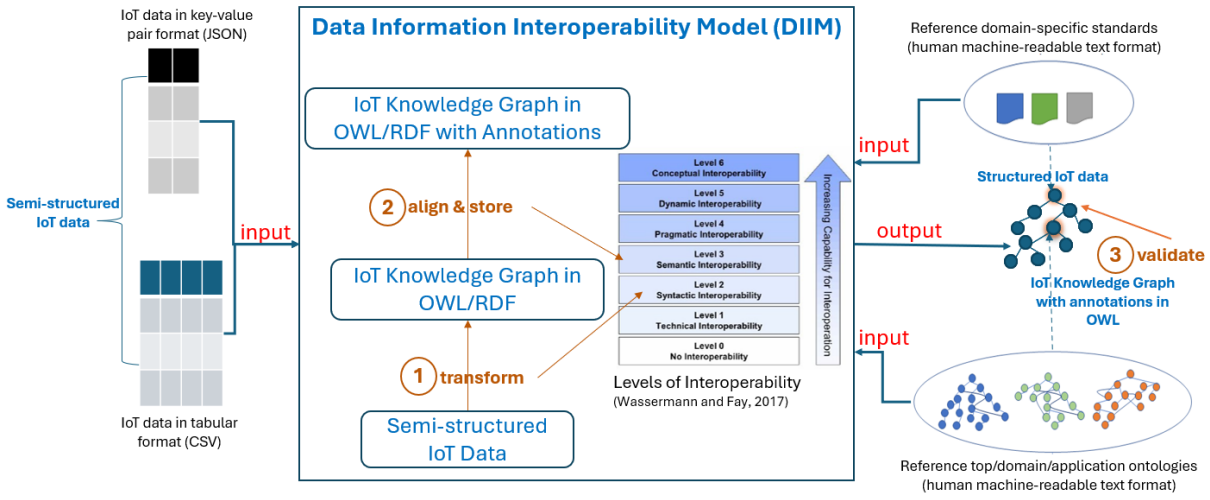 IoT data in key-value
pair format (JSON)
Semi-structured
IoT data
IoT data in tabular
format (CSV)
input
Data Information Interoperability Model (DIIM)
IoT Knowledge Graph in
OWL/RDF with Annotations
2 align & store
IoT Knowledge Graph in
OWL/RDF
1 transform
Semi-structured
IoT Data
Level 6
Conceptual Interoperability
Level 5
Dynamic Interoperability
Level 4
Pragmatic Interoperability
Level 3
Semantic Interoperability
Level 2
Syntactic Interoperability
Level 1
Technical Interoperability
Level 0
No Interoperability
Increasing Capability for Interoperation
Levels of Interoperability
(Wassermann and Fay, 2017)
Reference domain-specific standards
(human machine-readable text format)
input
Structured IoT data
output
3 validate
IoT Knowledge Graph
with annotations in
OWL
input
Reference top/domain/application ontologies
(human machine-readable text format)